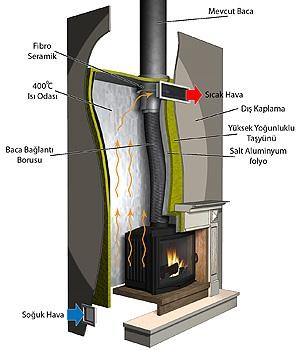 Mevcut Baca
Fibro
Seramik
400°C
Isı Odası
Sıcak Hava
Dış Kaplama
Yüksek Yoğunluklu
Taşyünü
Baca Bağlantı
Borusu
Salt Aluminyum
folyo
Soğuk Hava